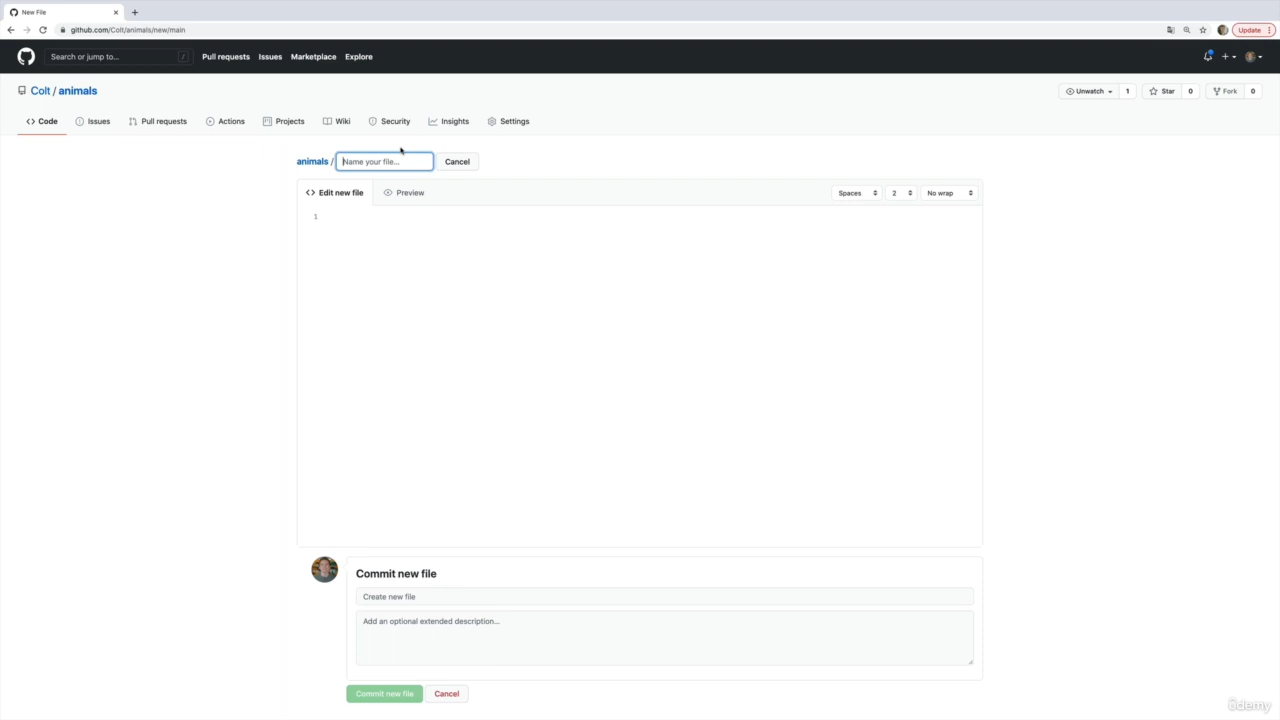 New File
github.com/Colt/animals/new/main
Update
Search or jump to... /
Pull requests Issues Marketplace Explore
Colt / animals
Unwatch 1 Star 0 Fork 0
Code Issues Pull requests Actions Projects Wiki Security Insights Settings
animals / Name your file... Cancel
Edit new file Preview Spaces 2 No wrap
1
Commit new file
Create new file
Add an optional extended description...
Commit new file Cancel
ûdemy